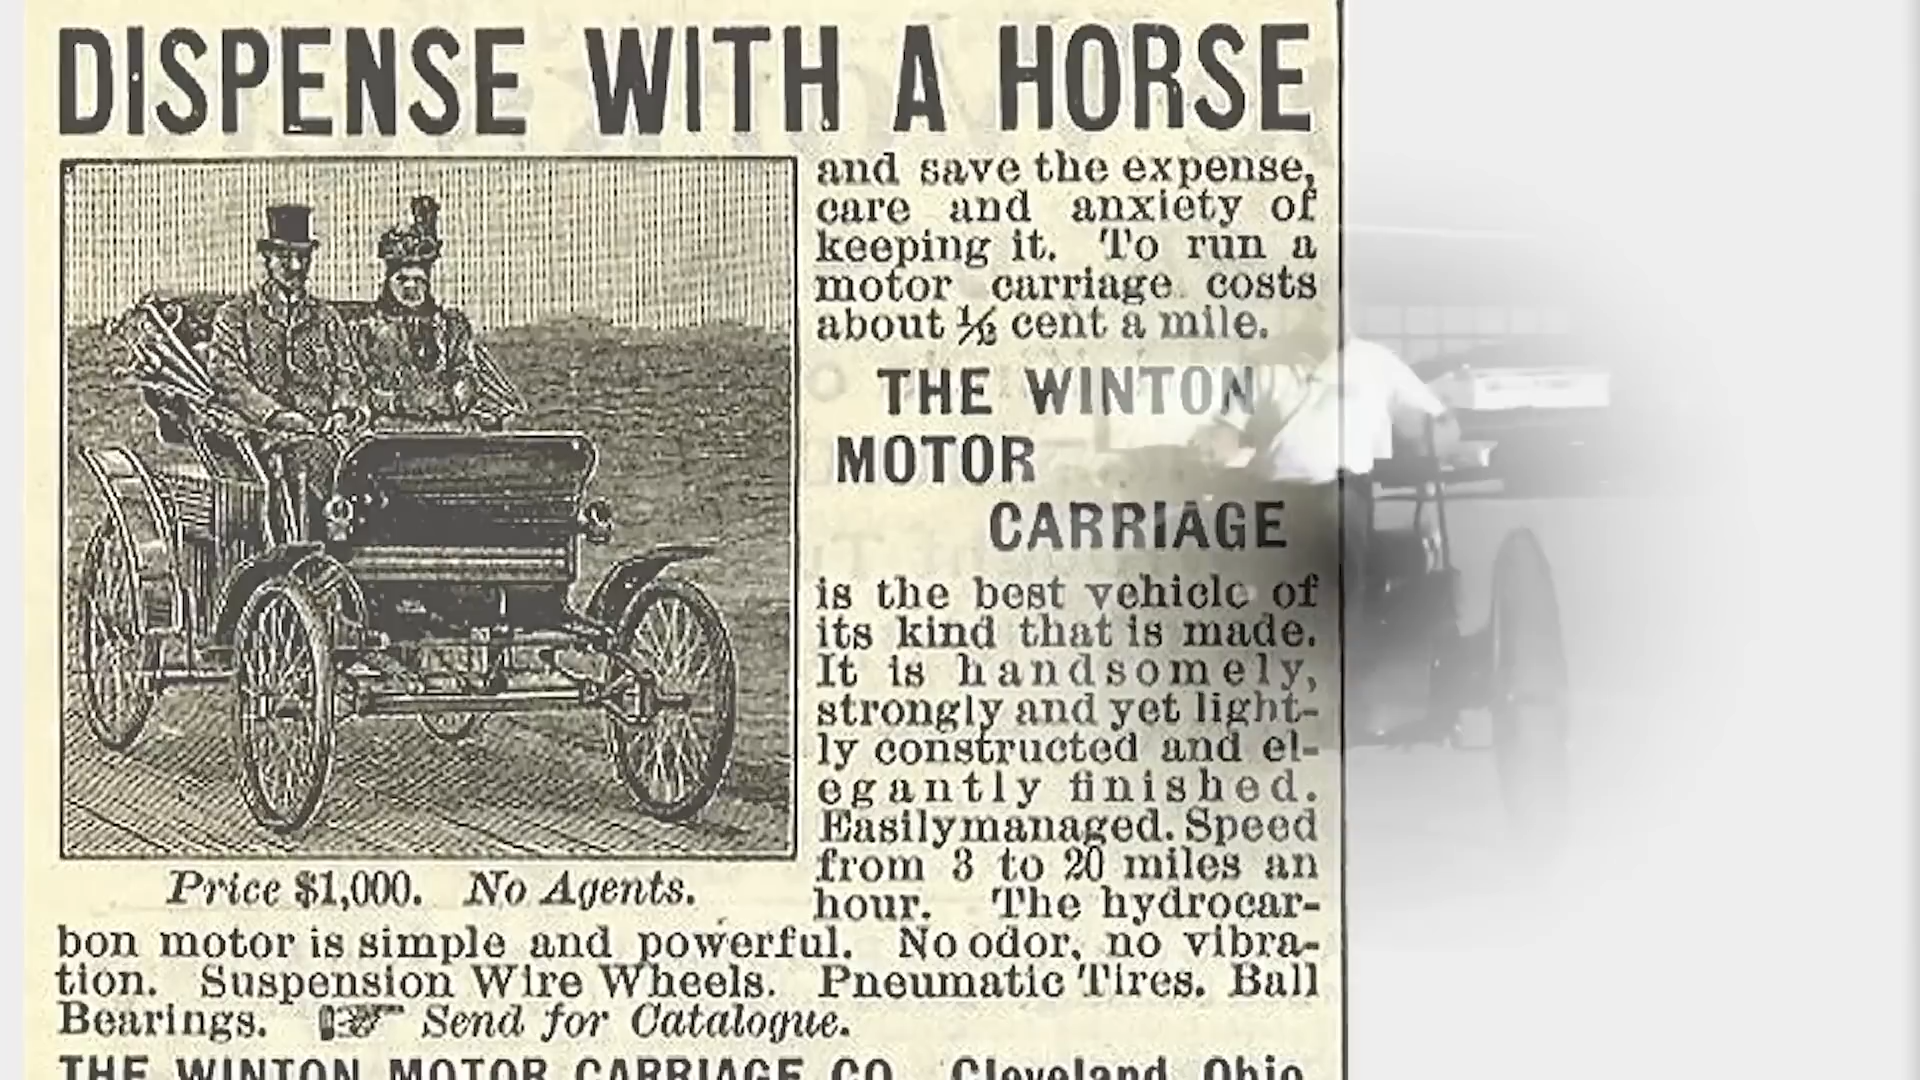 DISPENSE WITH A HORSE
and save the expense,
care and anxiety of
keeping it. To run a
motor carriage costs
about ½ cent a mile.
THE WINTON
MOTOR
CARRIAGE
is the best vehicle of
its kind that is made.
It is handsomely,
strongly and yet light-
ly constructed and el-
egantly finished.
Easily managed. Speed
from 3 to 20 miles an
hour. The hydrocar-
Price $1,000. No Agents.
bon motor is simple and powerful. No odor, no vibra-
tion. Suspension Wire Wheels. Pneumatic Tires. Ball
Bearings. ☞ Send for Catalogue.
THE WINTON MOTOR CARRIAGE CO., Cleveland, Ohio.